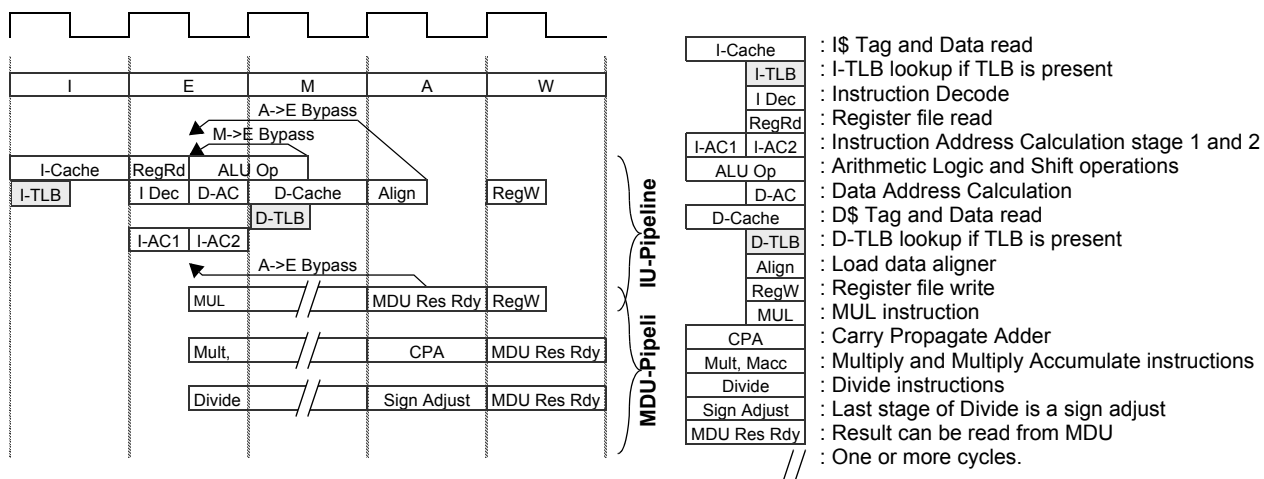 I E M A W
A->E Bypass
M->E Bypass
I-Cache RegRd ALU Op
I-TLB I Dec D-AC D-Cache Align RegW
D-TLB
I-AC1 I-AC2
A->E Bypass
MUL MDU Res Rdy RegW
Mult, CPA MDU Res Rdy
Divide Sign Adjust MDU Res Rdy
IU-Pipeline
MDU-Pipeli
I-Cache : I$ Tag and Data read
I-TLB : I-TLB lookup if TLB is present
I Dec : Instruction Decode
RegRd : Register file read
I-AC1 I-AC2 : Instruction Address Calculation stage 1 and 2
ALU Op : Arithmetic Logic and Shift operations
D-AC : Data Address Calculation
D-Cache : D$ Tag and Data read
D-TLB : D-TLB lookup if TLB is present
Align : Load data aligner
RegW : Register file write
MUL : MUL instruction
CPA : Carry Propagate Adder
Mult, Macc : Multiply and Multiply Accumulate instructions
Divide : Divide instructions
Sign Adjust : Last stage of Divide is a sign adjust
MDU Res Rdy : Result can be read from MDU
: One or more cycles.